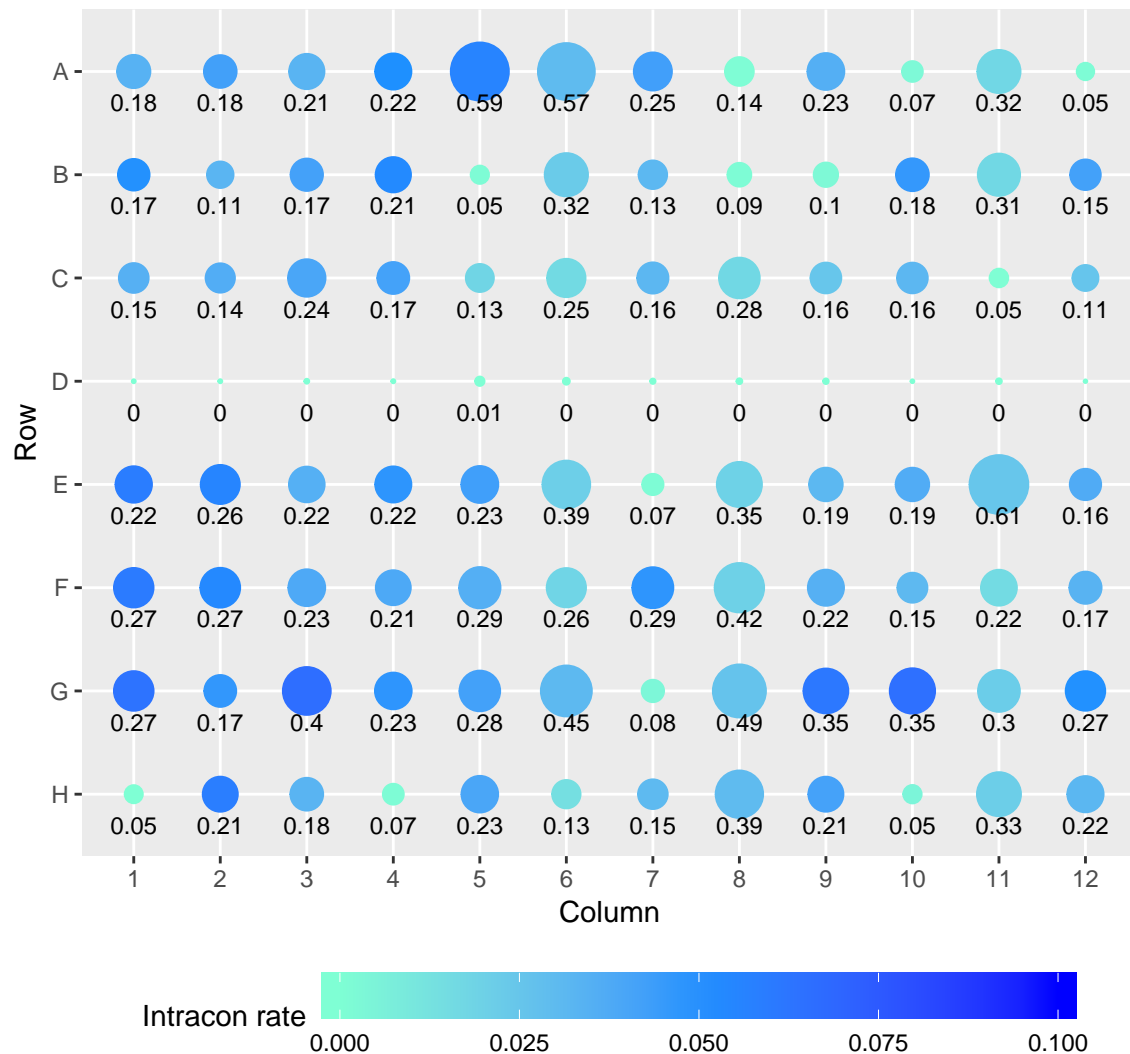 A
0.18 0.18 0.21 0.22 0.59 0.57 0.25 0.14 0.23 0.07 0.32 0.05
B
0.17 0.11 0.17 0.21 0.05 0.32 0.13 0.09 0.1 0.18 0.31 0.15
C
0.15 0.14 0.24 0.17 0.13 0.25 0.16 0.28 0.16 0.16 0.05 0.11
D
0 0 0 0 0.01 0 0 0 0 0 0 0
Row
E
0.22 0.26 0.22 0.22 0.23 0.39 0.07 0.35 0.19 0.19 0.61 0.16
F
0.27 0.27 0.23 0.21 0.29 0.26 0.29 0.42 0.22 0.15 0.22 0.17
G
0.27 0.17 0.4 0.23 0.28 0.45 0.08 0.49 0.35 0.35 0.3 0.27
H
0.05 0.21 0.18 0.07 0.23 0.13 0.15 0.39 0.21 0.05 0.33 0.22
1 2 3 4 5 6 7 8 9 10 11 12
Column
Intracon rate
0.000 0.025 0.050 0.075 0.100